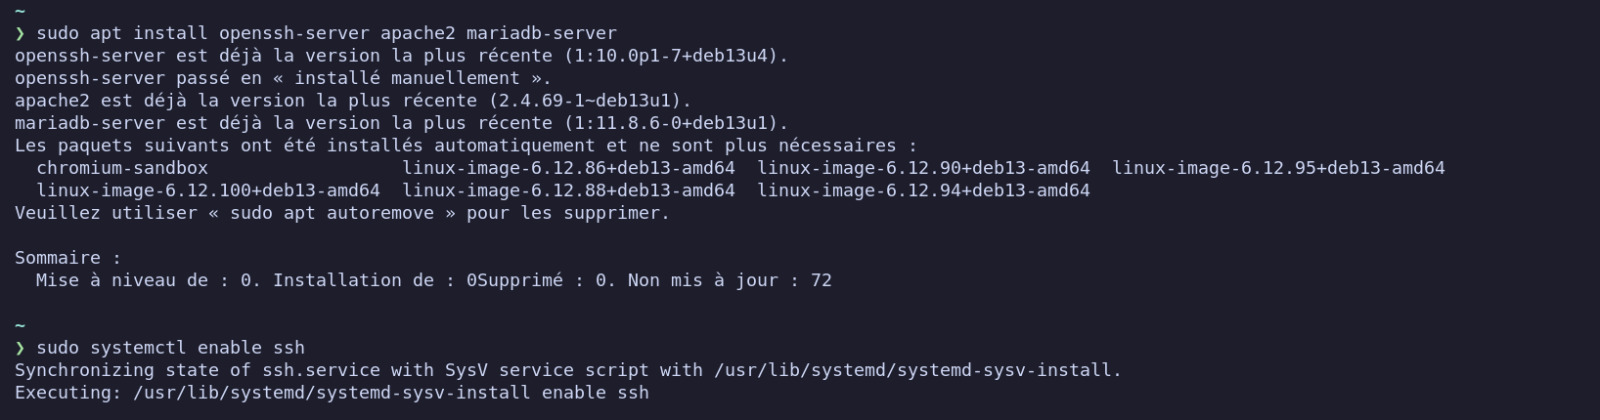 ~
❯ sudo apt install openssh-server apache2 mariadb-server
openssh-server est déjà la version la plus récente (1:10.0p1-7+deb13u4).
openssh-server passé en « installé manuellement ».
apache2 est déjà la version la plus récente (2.4.69-1~deb13u1).
mariadb-server est déjà la version la plus récente (1:11.8.6-0+deb13u1).
Les paquets suivants ont été installés automatiquement et ne sont plus nécessaires :
  chromium-sandbox                  linux-image-6.12.86+deb13-amd64  linux-image-6.12.90+deb13-amd64  linux-image-6.12.95+deb13-amd64
  linux-image-6.12.100+deb13-amd64  linux-image-6.12.88+deb13-amd64  linux-image-6.12.94+deb13-amd64
Veuillez utiliser « sudo apt autoremove » pour les supprimer.

Sommaire :
  Mise à niveau de : 0. Installation de : 0Supprimé : 0. Non mis à jour : 72

~
❯ sudo systemctl enable ssh
Synchronizing state of ssh.service with SysV service script with /usr/lib/systemd/systemd-sysv-install.
Executing: /usr/lib/systemd/systemd-sysv-install enable ssh